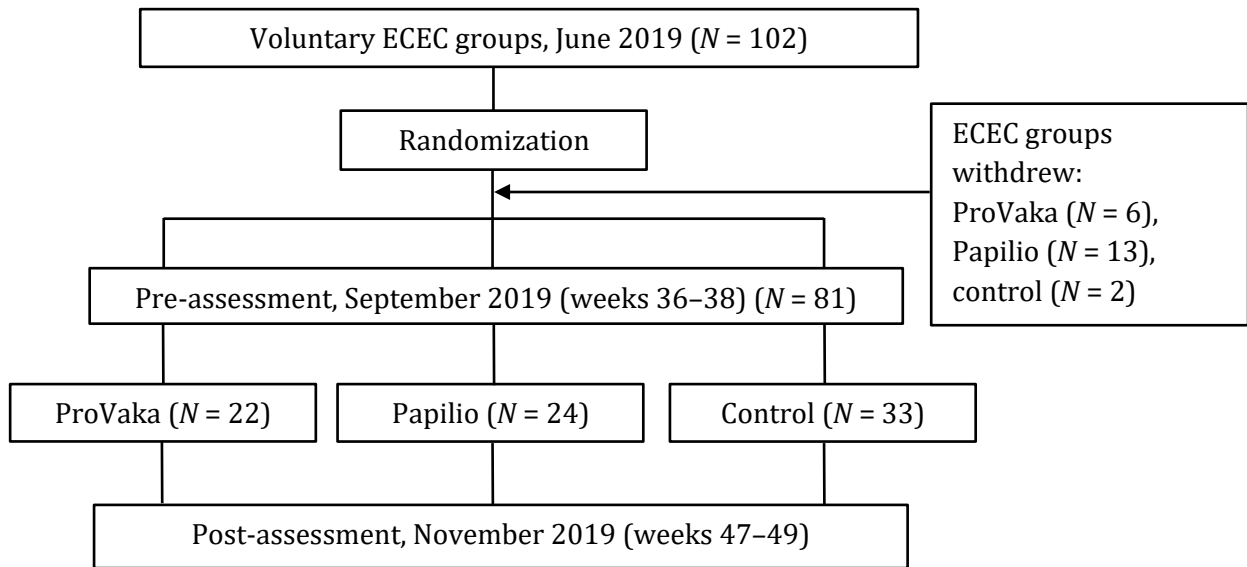 Voluntary ECEC groups, June 2019 (N = 102)
Randomization
ECEC groups
withdrew:
ProVaka (N = 6),
Papilio (N = 13),
control (N = 2)
Pre-assessment, September 2019 (weeks 36–38) (N = 81)
ProVaka (N = 22)
Papilio (N = 24)
Control (N = 33)
Post-assessment, November 2019 (weeks 47–49)